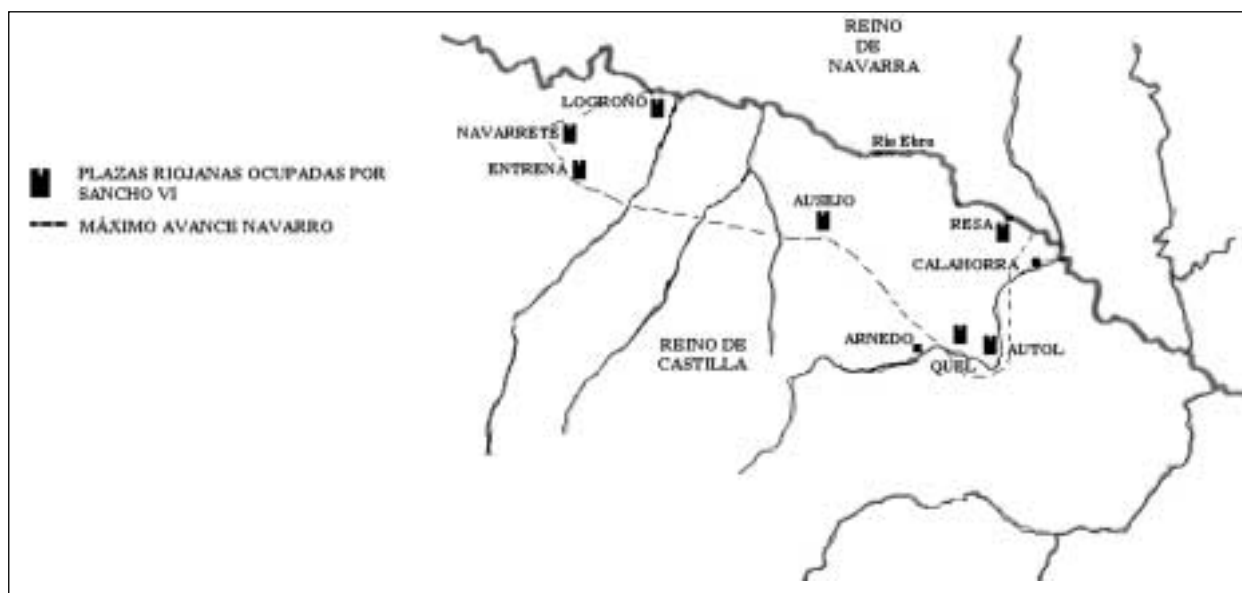 REINO
DE
NAVARRA
LOGROÑO
NAVARRETE
ENTRENA
PLAZAS RIOJANAS OCUPADAS POR
SANCHO VI
MÁXIMO AVANCE NAVARRO
Río Ebro
AUSEJO
RESA
CALAHORRA
REINO DE
CASTILLA
ARNEDO
QUEL
AUTOL